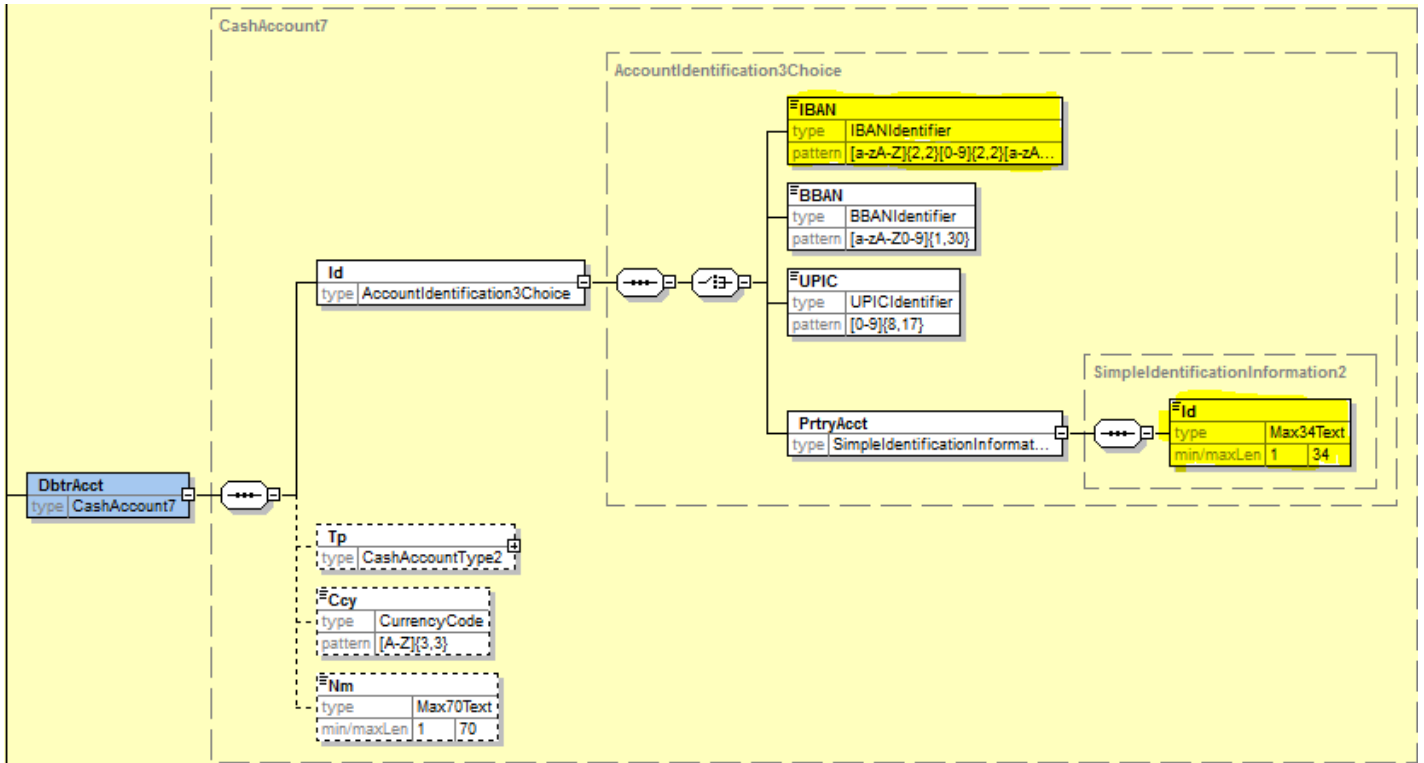 CashAccount7
AccountIdentification3Choice
IBAN
type IBANIdentifier
pattern [a-zA-Z]{2,2}[0-9]{2,2}[a-zA...
BBAN
type BBANIdentifier
pattern [a-zA-Z0-9]{1,30}
Id
type AccountIdentification3Choice
UPIC
type UPICIdentifier
pattern [0-9]{8,17}
SimpleIdentificationInformation2
PrtryAcct
type SimpleIdentificationInformat...
Id
type Max34Text
min/maxLen 1 34
DbtrAcct
type CashAccount7
Tp
type CashAccountType2
Ccy
type CurrencyCode
pattern [A-Z]{3,3}
Nm
type Max70Text
min/maxLen 1 70